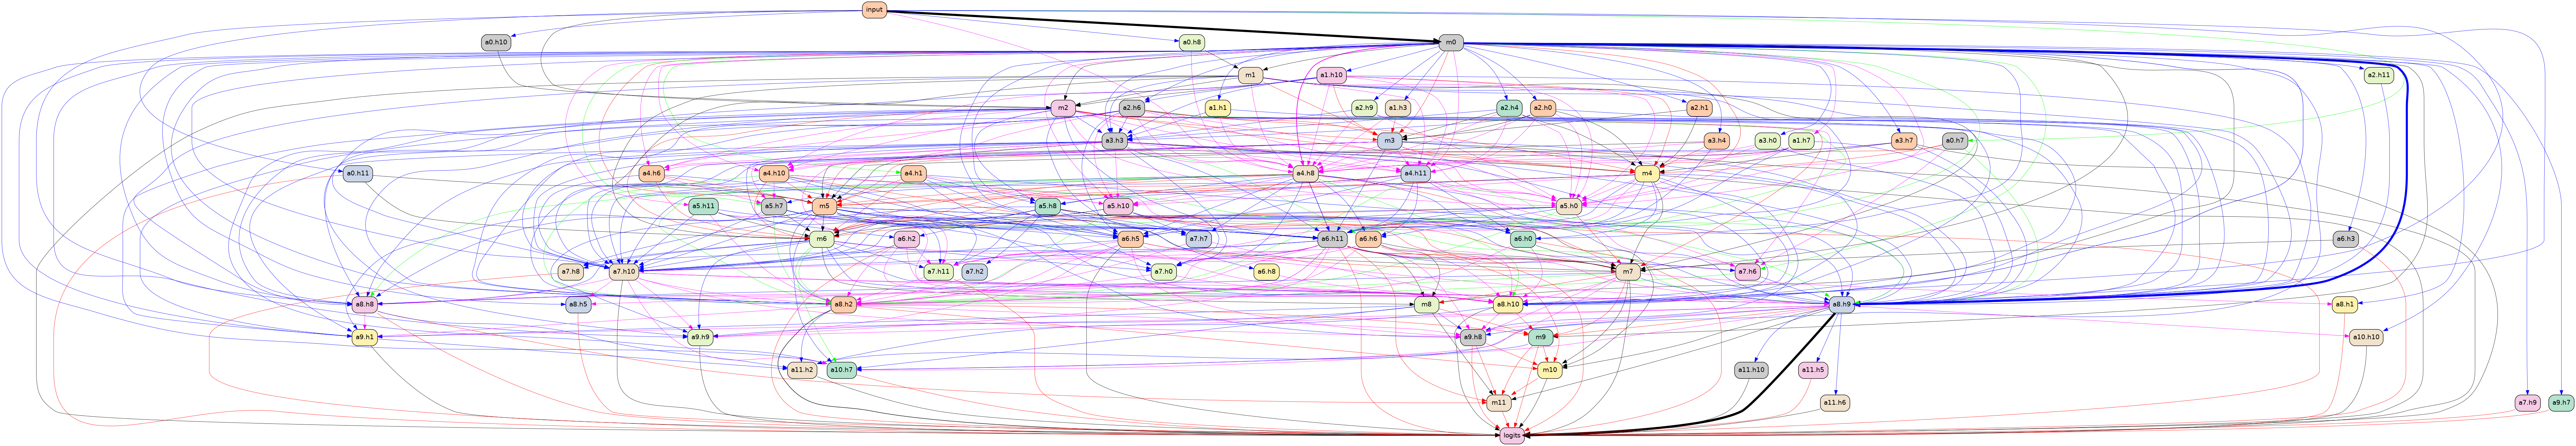 input
a0.h10 a0.h8 m0
m1 a1.h10 a2.h11
m2 a2.h6 a1.h1 a2.h9 a1.h3 a2.h4 a2.h0 a2.h1
a3.h3 m3 a3.h4 a3.h0 a1.h7 a3.h7 a0.h7
a0.h11 a4.h6 a4.h10 a4.h1 a4.h8 a4.h11 m4
a5.h11 a5.h7 m5 a5.h8 a5.h10 a5.h0
m6 a6.h2 a6.h5 a7.h7 a6.h11 a6.h6 a6.h0 a6.h3
a7.h8 a7.h10 a7.h11 a7.h2 a7.h0 a6.h8 m7 a7.h6
a8.h8 a8.h5 a8.h2 m8 a8.h10 a8.h9 a8.h1
a9.h1 a9.h9 a9.h8 m9 a10.h10
a11.h2 a10.h7 m10 a11.h10 a11.h5
m11 a11.h6 a7.h9 a9.h7
logits